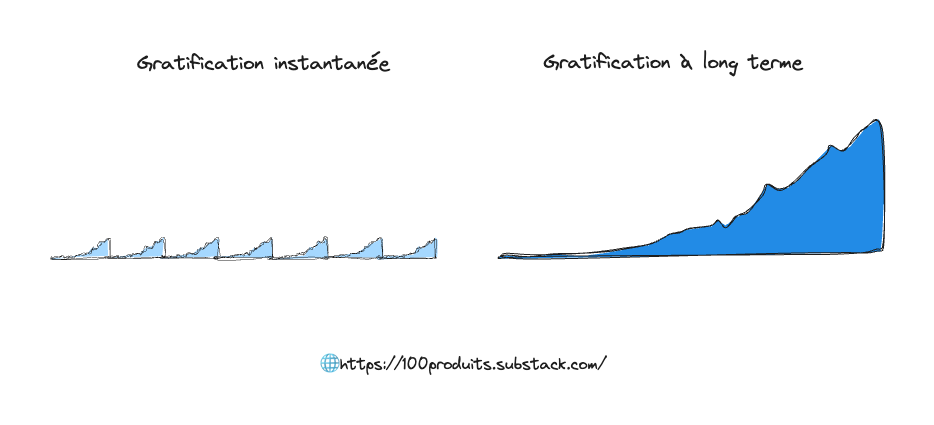 Gratification instantanée
Gratification à long terme
https://100produits.substack.com/